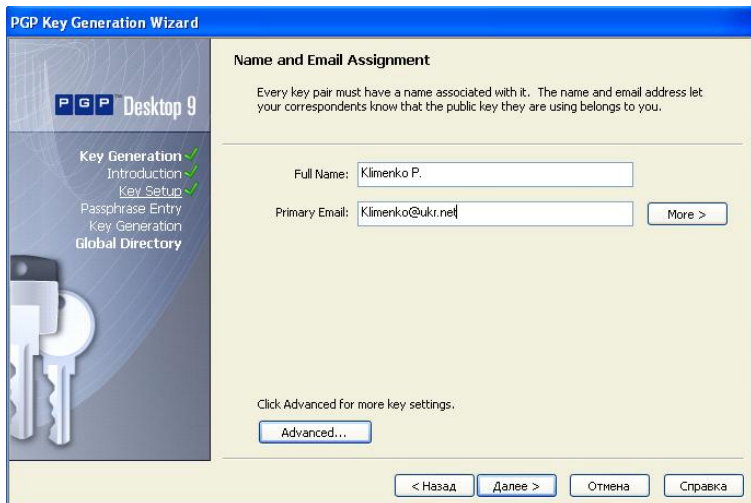 PGP Key Generation Wizard
PGP™ Desktop 9
Key Generation
Introduction
Key Setup
Passphrase Entry
Key Generation
Global Directory
Name and Email Assignment
Every key pair must have a name associated with it. The name and email address let
your correspondents know that the public key they are using belongs to you.
Full Name: Klimenko P.
Primary Email: Klimenko@ukr.net More >
Click Advanced for more key settings.
Advanced...
< Назад Далее > Отмена Справка